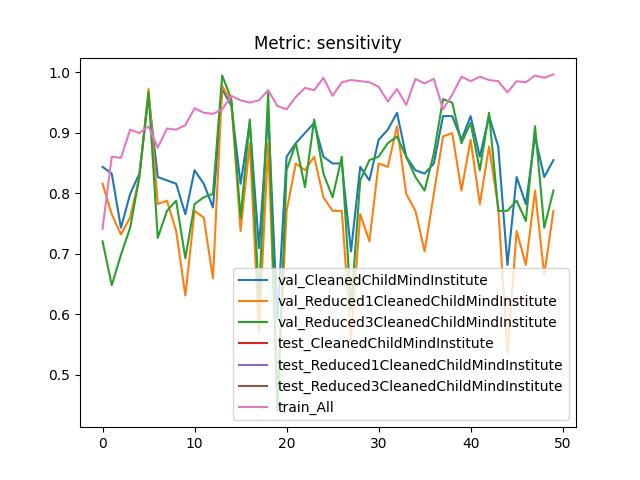 Metric: sensitivity
1.0
0.9
0.8
0.7
0.6
0.5
0
10
20
30
40
50
val_CleanedChildMindInstitute
val_Reduced1CleanedChildMindInstitute
val_Reduced3CleanedChildMindInstitute
test_CleanedChildMindInstitute
test_Reduced1CleanedChildMindInstitute
test_Reduced3CleanedChildMindInstitute
train_All